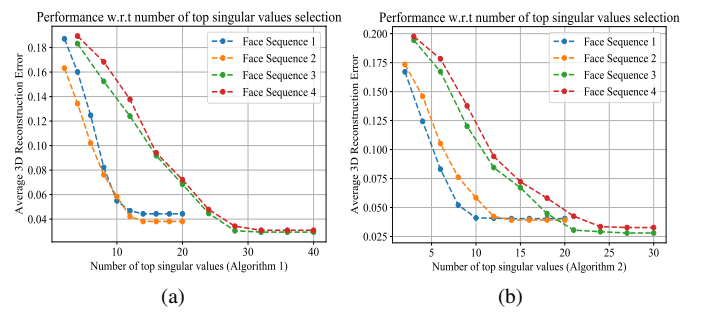 Performance w.r.t number of top singular values selection
Average 3D Reconstruction Error
0.18
0.16
0.14
0.12
0.10
0.08
0.06
0.04
Face Sequence 1
Face Sequence 2
Face Sequence 3
Face Sequence 4
10
20
30
40
Number of top singular values (Algorithm 1)
(a)
Performance w.r.t number of top singular values selection
Average 3D Reconstruction Error
0.200
0.175
0.150
0.125
0.100
0.075
0.050
0.025
Face Sequence 1
Face Sequence 2
Face Sequence 3
Face Sequence 4
5
10
15
20
25
30
Number of top singular values (Algorithm 2)
(b)